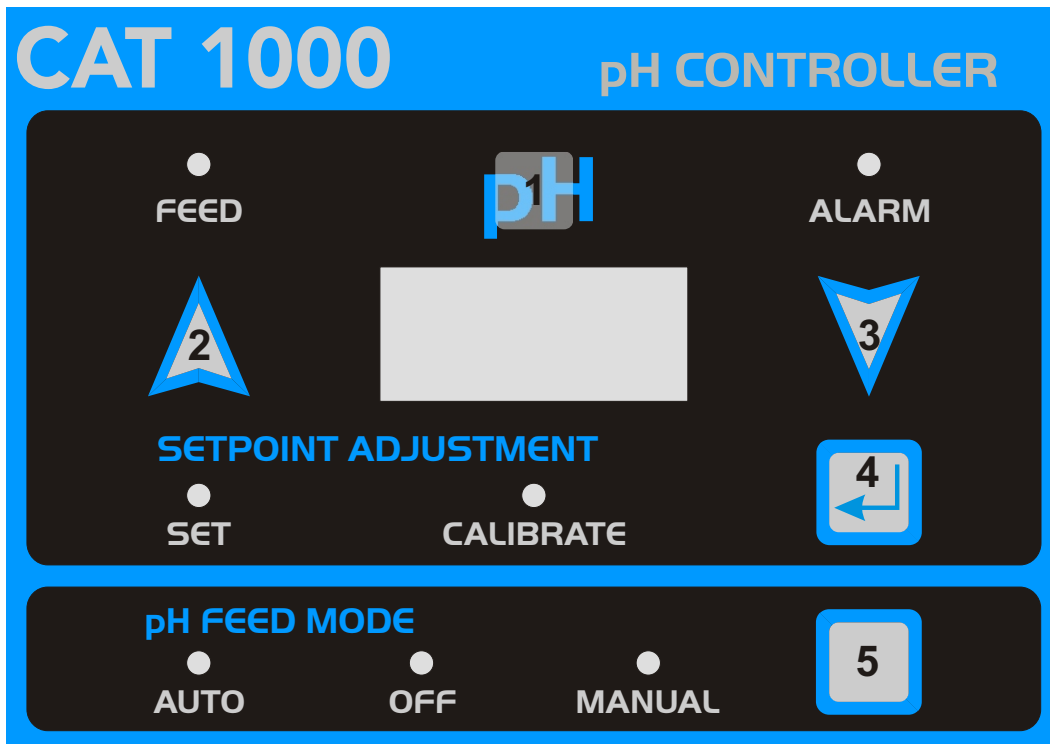 CAT 1000 pH CONTROLLER
FEED pH 1 ALARM
2 3
SETPOINT ADJUSTMENT
4
SET CALIBRATE
pH FEED MODE
5
AUTO OFF MANUAL